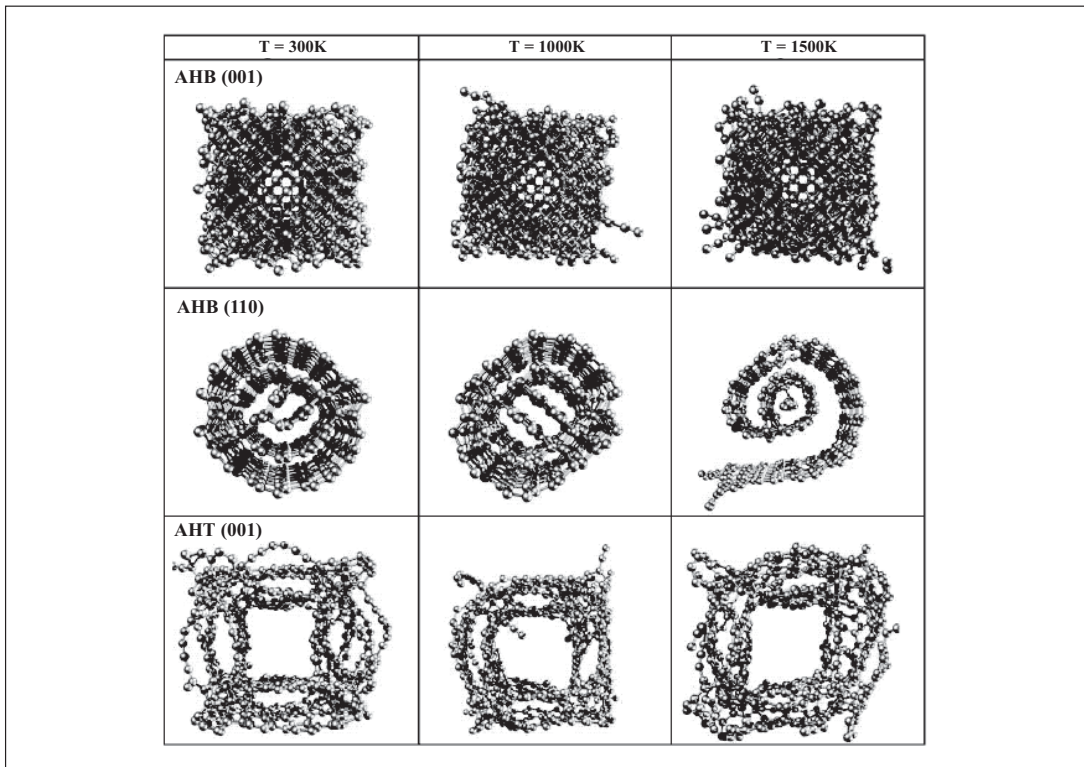 T = 300K T = 1000K T = 1500K
AHB (001)
AHB (110)
AHT (001)